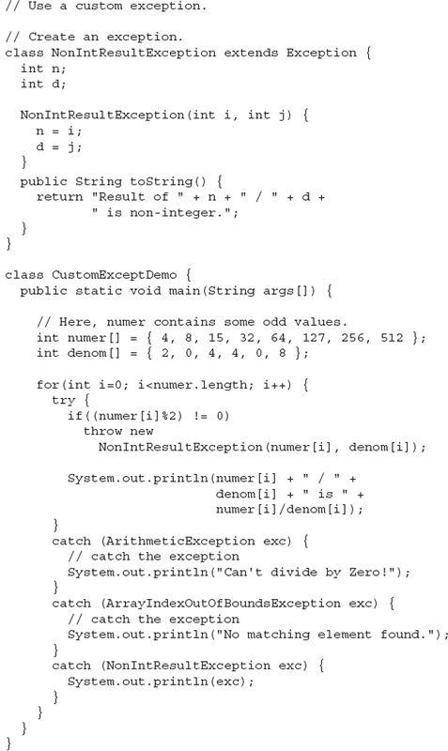 // Use a custom exception.

// Create an exception.
class NonIntResultException extends Exception {
  int n;
  int d;

  NonIntResultException(int i, int j) {
    n = i;
    d = j;
  }
  public String toString() {
    return "Result of " + n + " / " + d +
           " is non-integer.";
  }
}

class CustomExceptDemo {
  public static void main(String args[]) {

    // Here, numer contains some odd values.
    int numer[] = { 4, 8, 15, 32, 64, 127, 256, 512 };
    int denom[] = { 2, 0, 4, 4, 0, 8 };

    for(int i=0; i<numer.length; i++) {
      try {
        if((numer[i]%2) != 0)
          throw new
            NonIntResultException(numer[i], denom[i]);

        System.out.println(numer[i] + " / " +
                           denom[i] + " is " +
                           numer[i]/denom[i]);
      }
      catch (ArithmeticException exc) {
        // catch the exception
        System.out.println("Can't divide by Zero!");
      }
      catch (ArrayIndexOutOfBoundsException exc) {
        // catch the exception
        System.out.println("No matching element found.");
      }
      catch (NonIntResultException exc) {
        System.out.println(exc);
      }
    }
  }
}